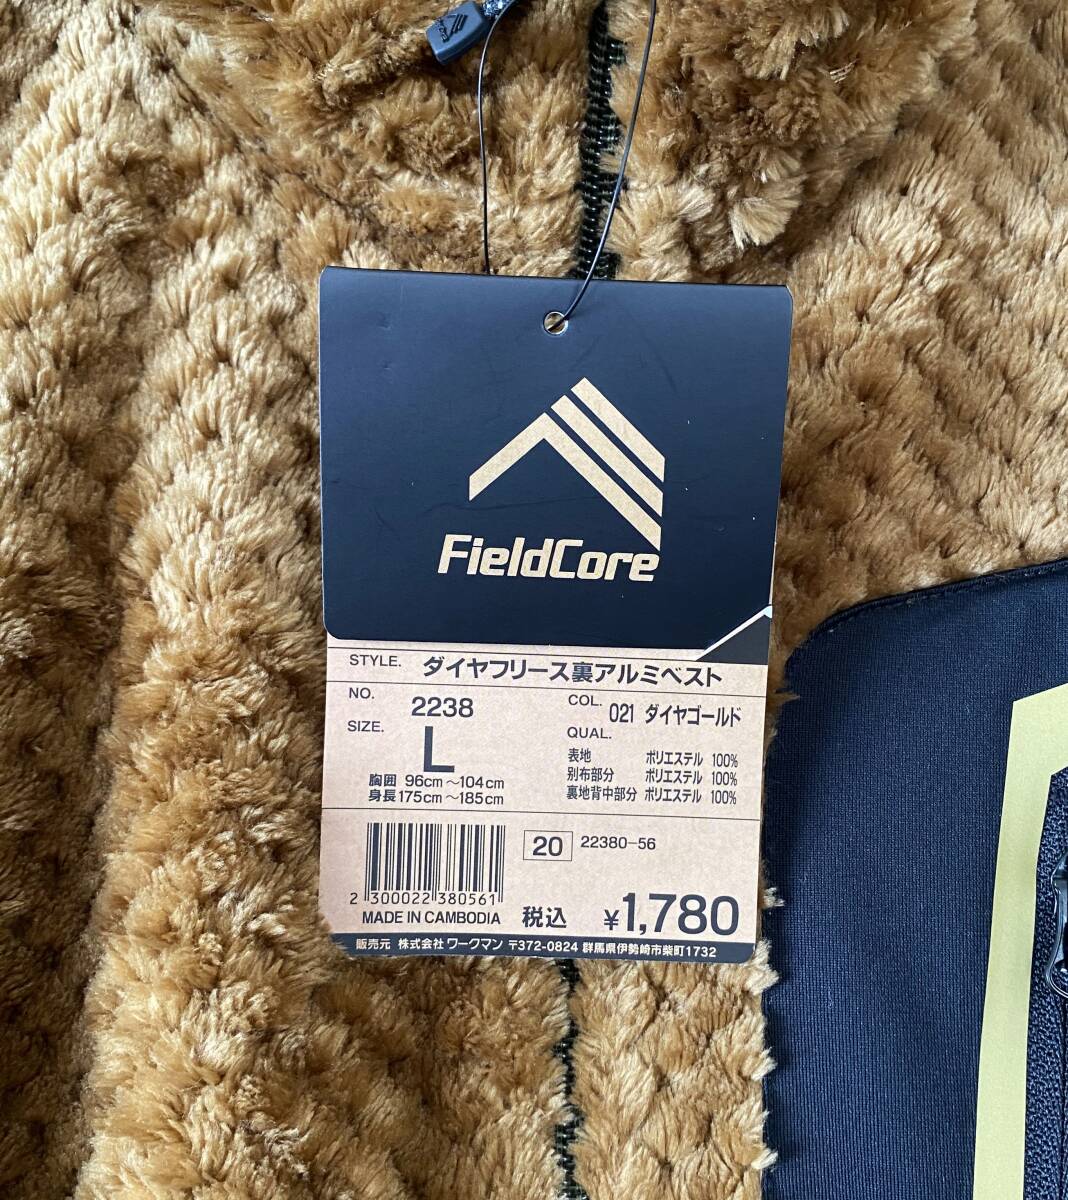 FieldCore
STYLE. ダイヤフリース裏アルミベスト
NO. 2238
COL. 021 ダイヤゴールド
SIZE. L
胸囲 96cm～104cm
身長 175cm～185cm
QUAL.
表地 ポリエステル 100%
別布部分 ポリエステル 100%
裏地背中部分 ポリエステル 100%
20 22380-56
2 300022 380561
MADE IN CAMBODIA
税込 ¥1,780
販売元 株式会社 ワークマン 〒372-0824 群馬県伊勢崎市柴町1732